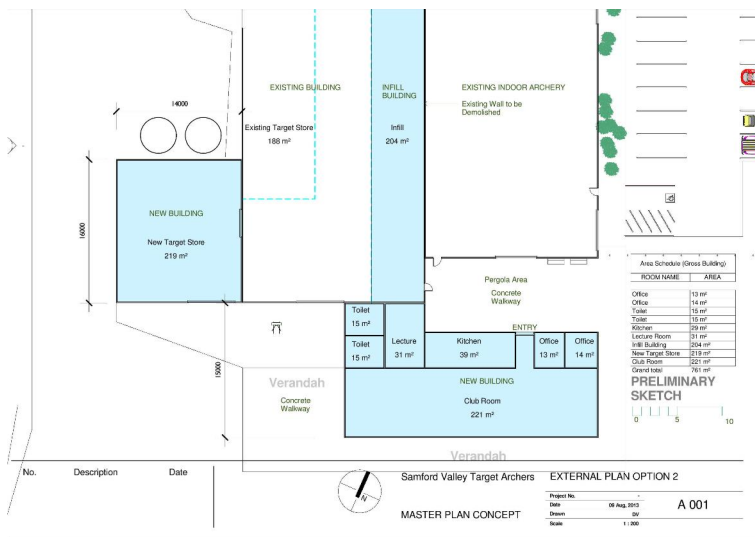 EXISTING BUILDING
INFILL
BUILDING
EXISTING INDOOR ARCHERY
Existing Wall to be
Demolished
14000
Existing Target Store
188 m²
Infill
204 m²
16000
NEW BUILDING
New Target Store
219 m²
Pergola Area
Concrete
Walkway
ENTRY
Toilet
15 m²
Toilet
15 m²
Lecture
31 m²
Kitchen
39 m²
Office
13 m²
Office
14 m²
15000
Verandah
Concrete
Walkway
NEW BUILDING
Club Room
221 m²
Verandah
Area Schedule (Gross Building)
ROOM NAME AREA
Office 13 m²
Office 14 m²
Toilet 15 m²
Toilet 15 m²
Kitchen 29 m²
Lecture Room 31 m²
Infill Building 204 m²
New Target Store 219 m²
Club Room 221 m²
Grand total 761 m²
PRELIMINARY
SKETCH
0 5 10
No. Description Date
N
Samford Valley Target Archers
MASTER PLAN CONCEPT
EXTERNAL PLAN OPTION 2
Project No. -
Date 09 Aug, 2013
Drawn DV
Scale 1 : 200
A 001